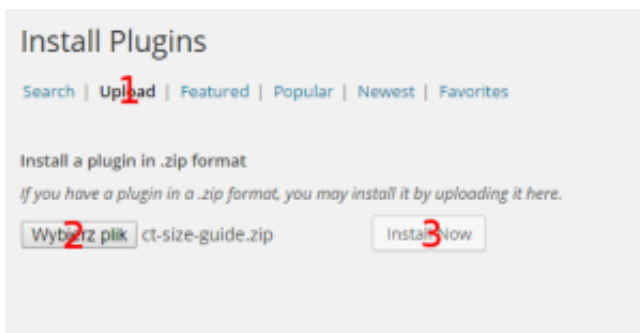 Install Plugins
Search | Upload | Featured | Popular | Newest | Favorites
1
Install a plugin in .zip format
If you have a plugin in a .zip format, you may install it by uploading it here.
Wybierz plik ct-size-guide.zip Install Now
2 3